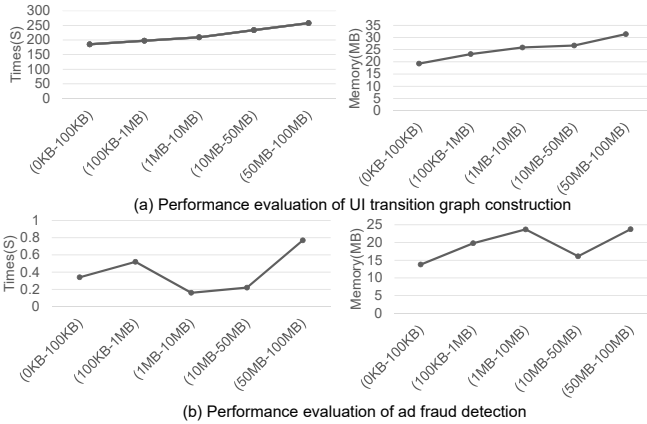 300
250
200
150
100
50
0
Times(S)
(0KB-100KB)
(100KB-1MB)
(1MB-10MB)
(10MB-50MB)
(50MB-100MB)
35
30
25
20
15
10
5
0
Memory(MB)
(0KB-100KB)
(100KB-1MB)
(1MB-10MB)
(10MB-50MB)
(50MB-100MB)
(a) Performance evaluation of UI transition graph construction
1
0.8
0.6
0.4
0.2
0
Times(S)
(0KB-100KB)
(100KB-1MB)
(1MB-10MB)
(10MB-50MB)
(50MB-100MB)
25
20
15
10
5
0
Memory(MB)
(0KB-100KB)
(100KB-1MB)
(1MB-10MB)
(10MB-50MB)
(50MB-100MB)
(b) Performance evaluation of ad fraud detection